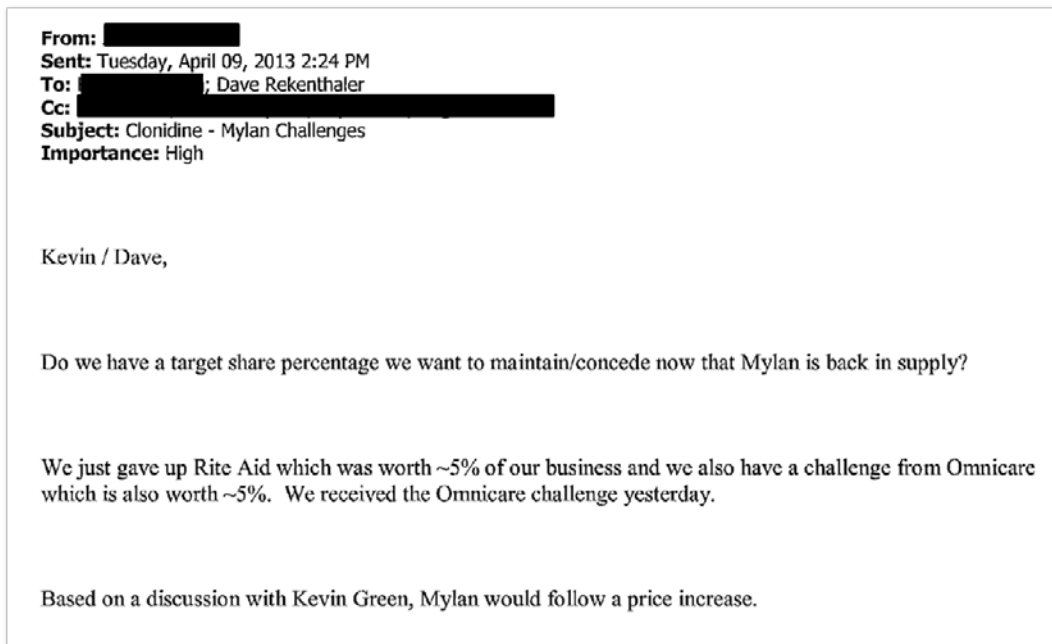 From:
Sent: Tuesday, April 09, 2013 2:24 PM
To: ; Dave Rekenthaler
Cc:
Subject: Clonidine - Mylan Challenges
Importance: High
Kevin / Dave,
Do we have a target share percentage we want to maintain/concede now that Mylan is back in supply?
We just gave up Rite Aid which was worth ~5% of our business and we also have a challenge from Omnicare
which is also worth ~5%.  We received the Omnicare challenge yesterday.
Based on a discussion with Kevin Green, Mylan would follow a price increase.